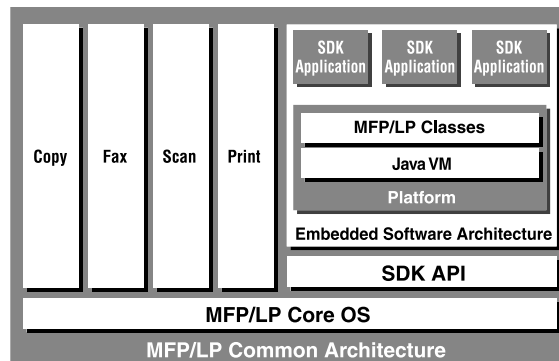 SDK
Application
SDK
Application
SDK
Application
Copy
Fax
Scan
Print
MFP/LP Classes
Java VM
Platform
Embedded Software Architecture
SDK API
MFP/LP Core OS
MFP/LP Common Architecture